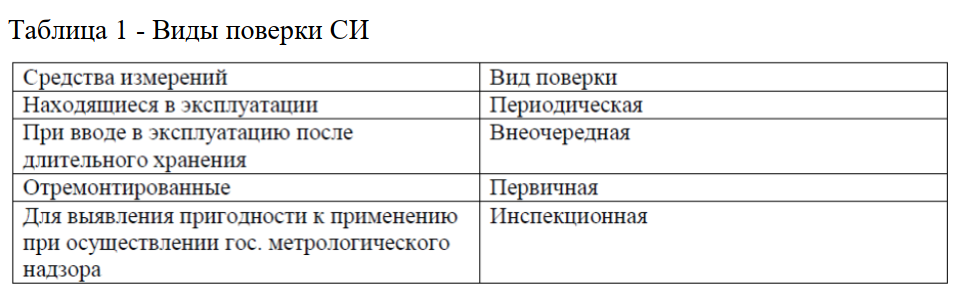 Таблица 1 - Виды поверки СИ
Средства измерений
Вид поверки
Находящиеся в эксплуатации
Периодическая
При вводе в эксплуатацию после
длительного хранения
Внеочередная
Отремонтированные
Первичная
Для выявления пригодности к применению
при осуществлении гос. метрологического
надзора
Инспекционная